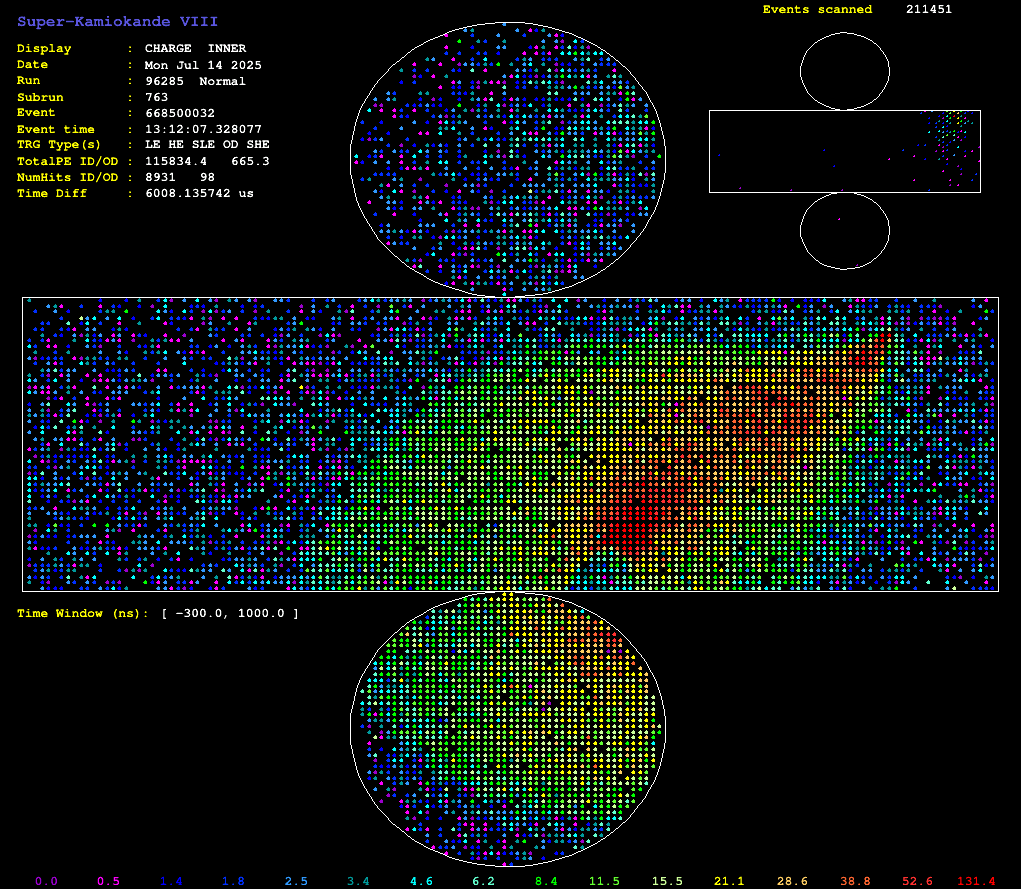 Super-Kamiokande VIII
Display : CHARGE INNER
Date : Mon Jul 14 2025
Run : 96285 Normal
Subrun : 763
Event : 668500032
Event time : 13:12:07.328077
TRG Type(s) : LE HE SLE OD SHE
TotalPE ID/OD : 115834.4 665.3
NumHits ID/OD : 8931 98
Time Diff : 6008.135742 us
Events scanned 211451
Time Window (ns): [ -300.0, 1000.0 ]
0.0 0.5 1.4 1.8 2.5 3.4 4.6 6.2 8.4 11.5 15.5 21.1 28.6 38.8 52.6 131.4